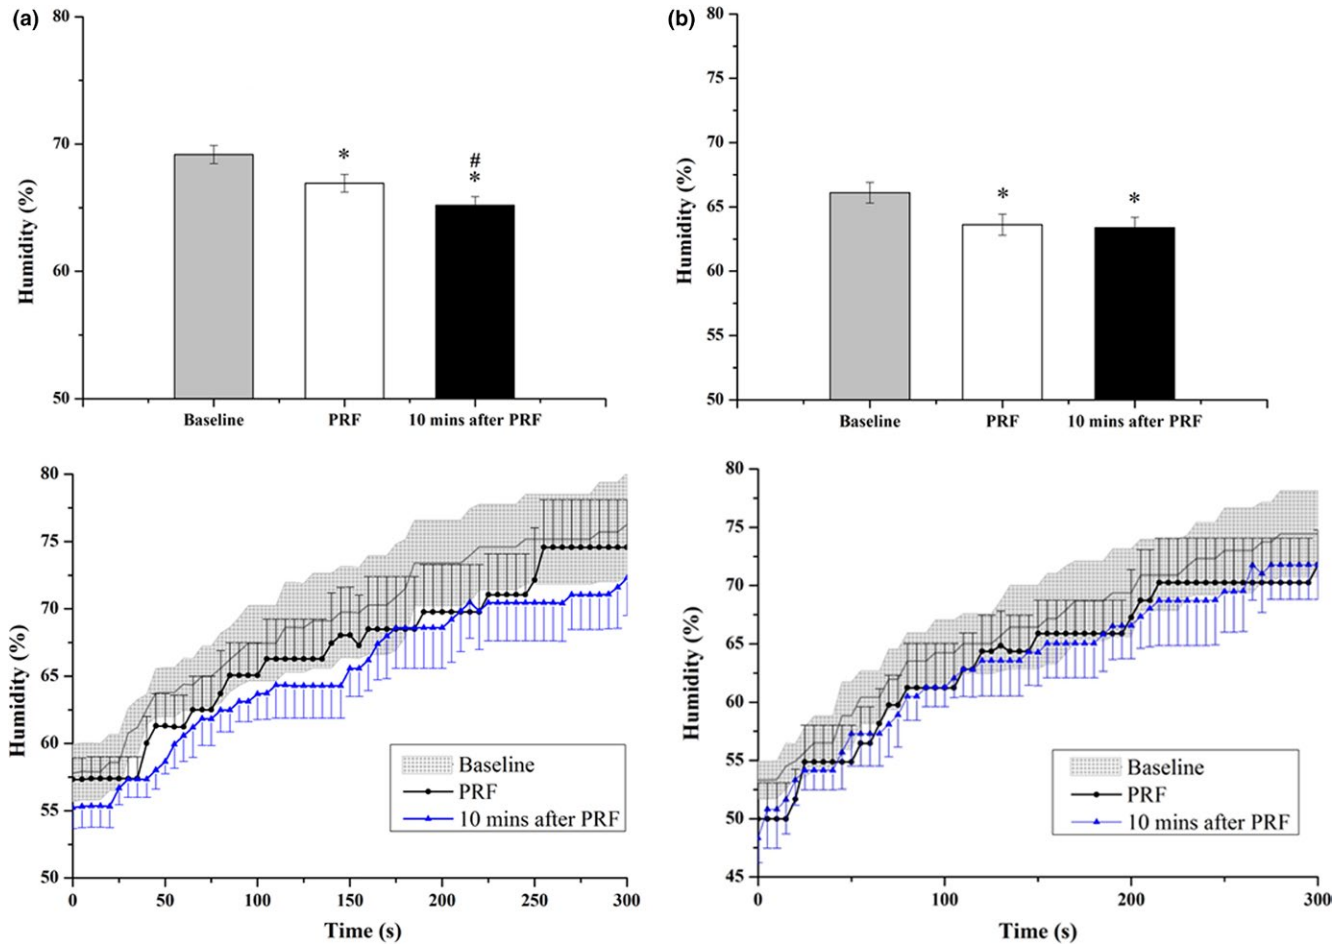 (a)
80
70
60
50
Humidity (%)
*
#
*
Baseline
PRF
10 mins after PRF
(b)
80
75
70
65
60
55
50
Humidity (%)
*
*
Baseline
PRF
10 mins after PRF
80
75
70
65
60
55
50
Humidity (%)
Baseline
PRF
10 mins after PRF
0
50
100
150
200
250
300
Time (s)
80
75
70
65
60
55
50
45
Humidity (%)
Baseline
PRF
10 mins after PRF
0
100
200
300
Time (s)